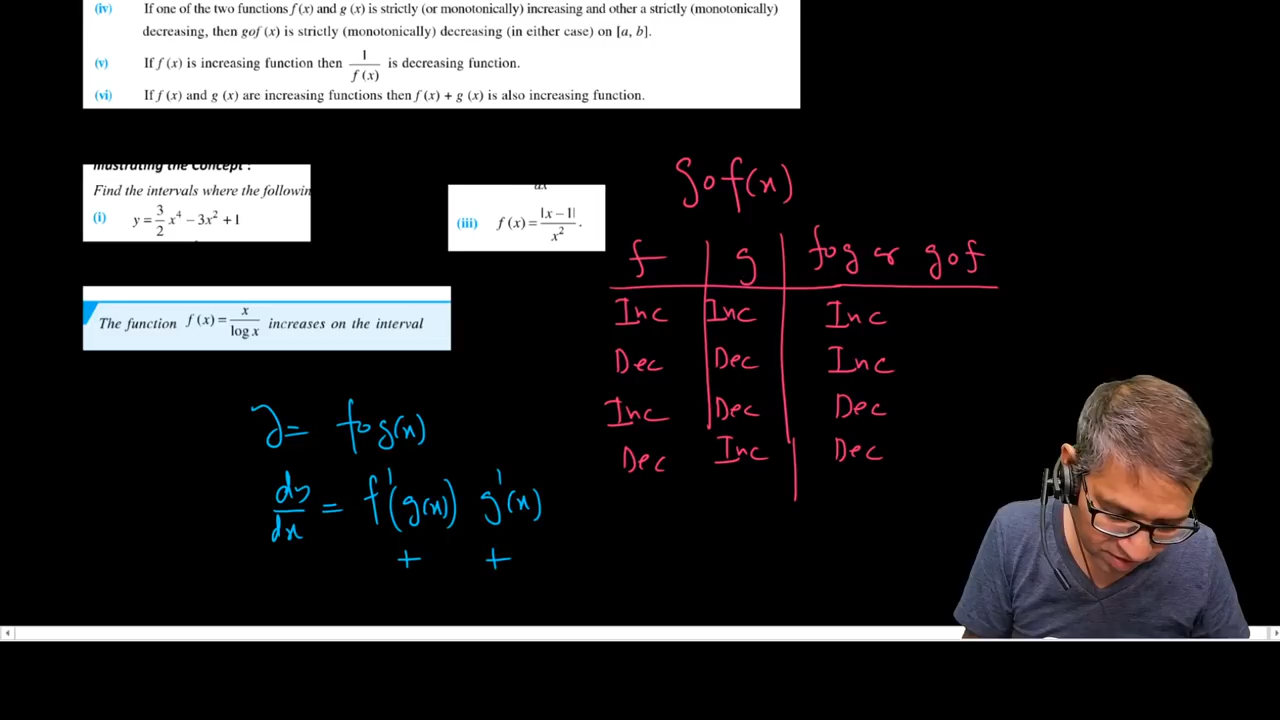 (iv) If one of the two functions f (x) and g (x) is strictly (or monotonically) increasing and other a strictly (monotonically)
decreasing, then gof (x) is strictly (monotonically) decreasing (in either case) on [a, b].
(v) If f (x) is increasing function then 1/f (x) is decreasing function.
(vi) If f (x) and g (x) are increasing functions then f (x) + g (x) is also increasing function.
llustrating the Concept :
Find the intervals where the followin
(i) y = 3/2 x⁴ − 3x² + 1
dx
(iii) f (x) = |x − 1|/x² .
The function f (x) = x/log x increases on the interval
gof(x)
f g fog or gof
Inc Inc Inc
Dec Dec Inc
Inc Dec Dec
Dec Inc Dec
y = fog(x)
dy/dx = f'(g(x)) g'(x)
+ +